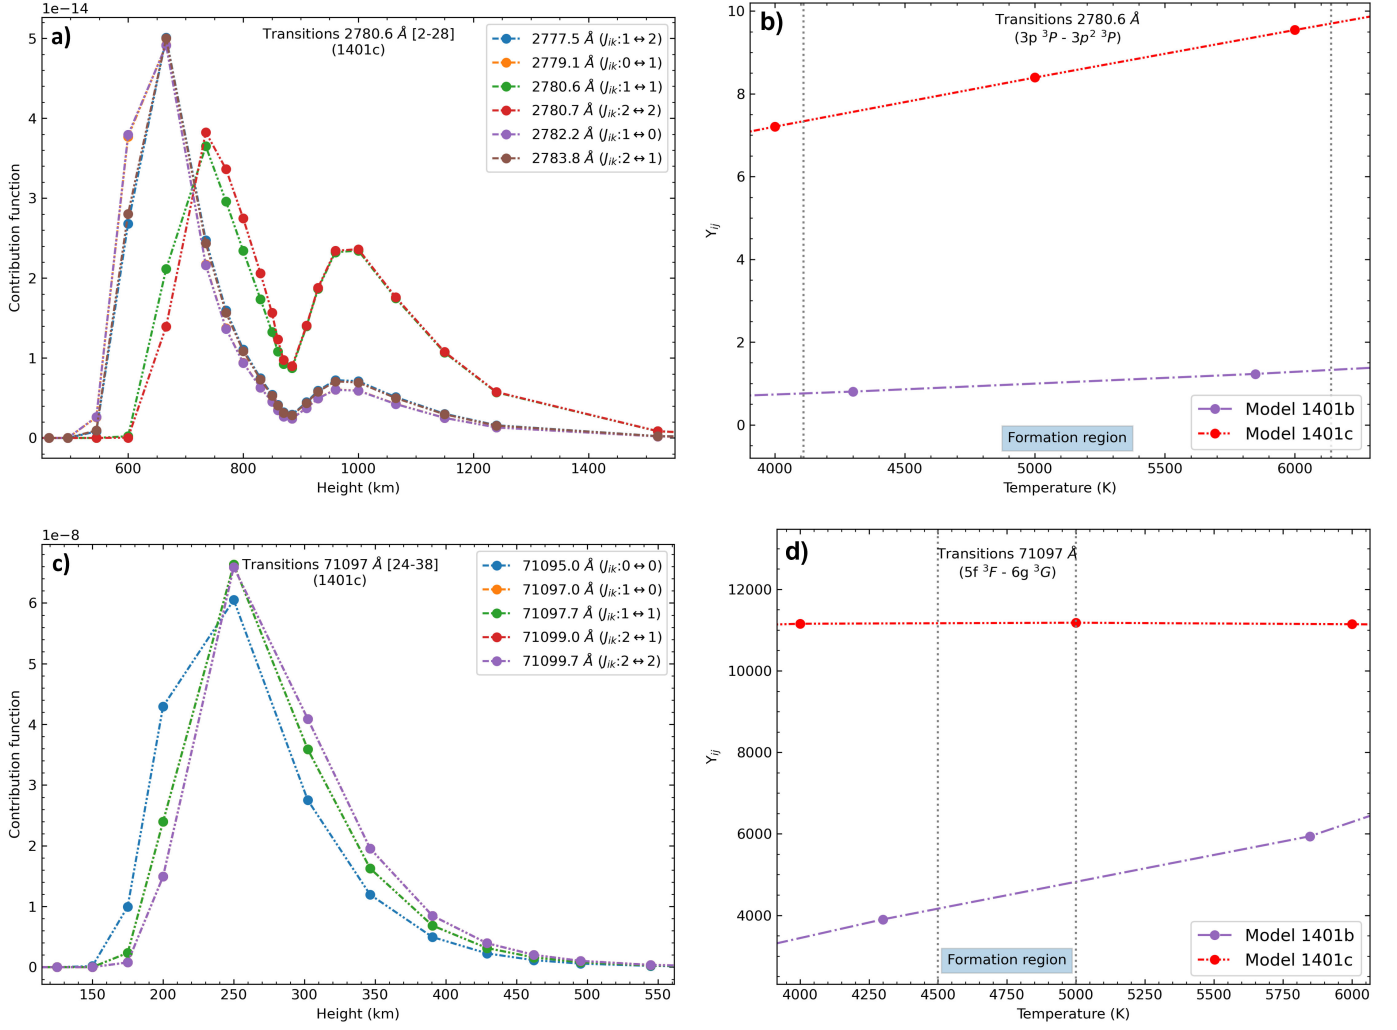 1e−14
a)
Transitions 2780.6 Å [2-28]
(1401c)
2777.5 Å (Jik:1↔2)
2779.1 Å (Jik:0↔1)
2780.6 Å (Jik:1↔1)
2780.7 Å (Jik:2↔2)
2782.2 Å (Jik:1↔0)
2783.8 Å (Jik:2↔1)
Contribution function
5
4
3
2
1
0
600
800
1000
1200
1400
Height (km)
b)
Transitions 2780.6 Å
(3p ³P - 3p² ³P)
Yij
10
8
6
4
2
0
Model 1401b
Model 1401c
Formation region
4000
4500
5000
5500
6000
Temperature (K)
1e−8
c)
Transitions 71097 Å [24-38]
(1401c)
71095.0 Å (Jik:0↔0)
71097.0 Å (Jik:1↔0)
71097.7 Å (Jik:1↔1)
71099.0 Å (Jik:2↔1)
71099.7 Å (Jik:2↔2)
Contribution function
6
4
2
0
150
200
250
300
350
400
450
500
550
Height (km)
d)
Transitions 71097 Å
(5f ³F - 6g ³G)
Yij
12000
10000
8000
6000
4000
Model 1401b
Model 1401c
Formation region
4000
4250
4500
4750
5000
5250
5500
5750
6000
Temperature (K)